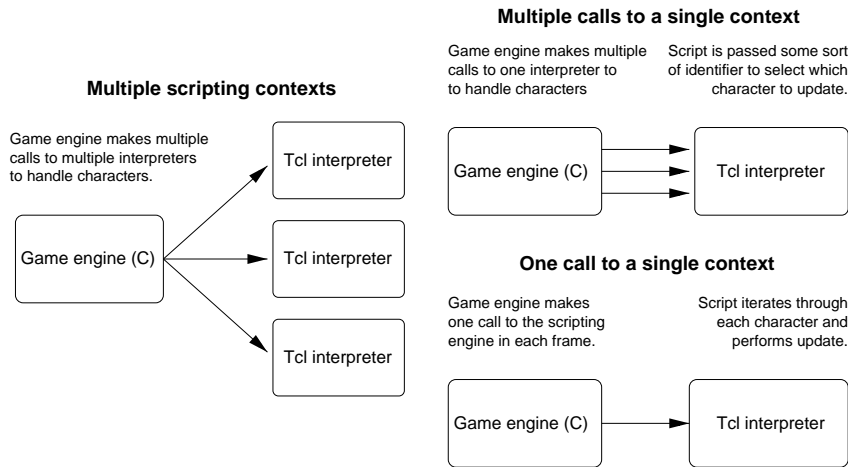 Multiple scripting contexts
Game engine makes multiple
calls to multiple interpreters
to handle characters.
Game engine (C)
Tcl interpreter
Tcl interpreter
Tcl interpreter
Multiple calls to a single context
Game engine makes multiple
calls to one interpreter to
to handle characters
Script is passed some sort
of identifier to select which
character to update.
Game engine (C)
Tcl interpreter
One call to a single context
Game engine makes
one call to the scripting
engine in each frame.
Script iterates through
each character and
performs update.
Game engine (C)
Tcl interpreter